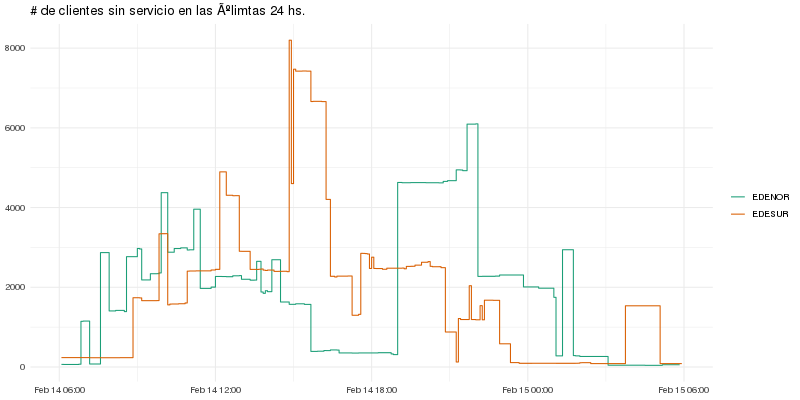 # de clientes sin servicio en las Ãºlimtas 24 hs.
8000
6000
4000
2000
0
Feb 14 06:00
Feb 14 12:00
Feb 14 18:00
Feb 15 00:00
Feb 15 06:00
EDENOR
EDESUR